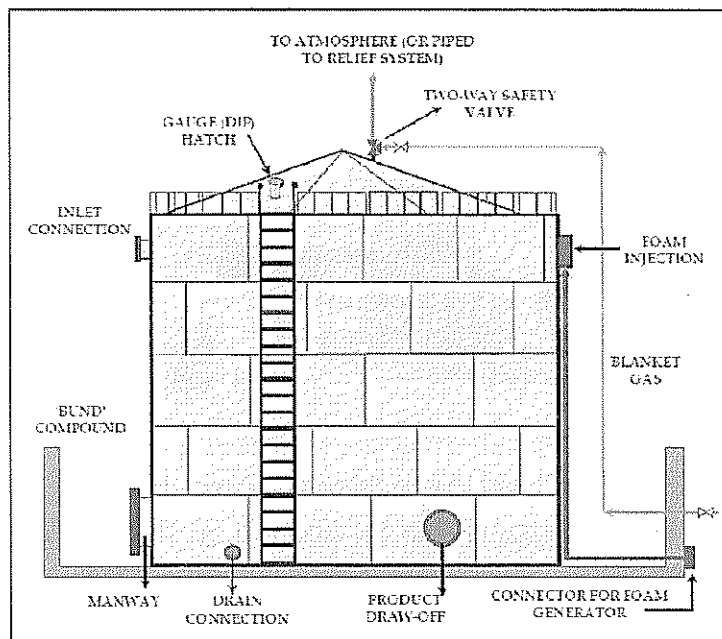 TO ATMOSPHERE (OR PIPED
TO RELIEF SYSTEM)
TWO-WAY SAFETY
VALVE
GAUGE (DIP)
HATCH
INLET
CONNECTION
FOAM
INJECTION
BLANKET
GAS
'BUND'
COMPOUND
MANWAY
DRAIN
CONNECTION
PRODUCT
DRAW-OFF
CONNECTOR FOR FOAM
GENERATOR